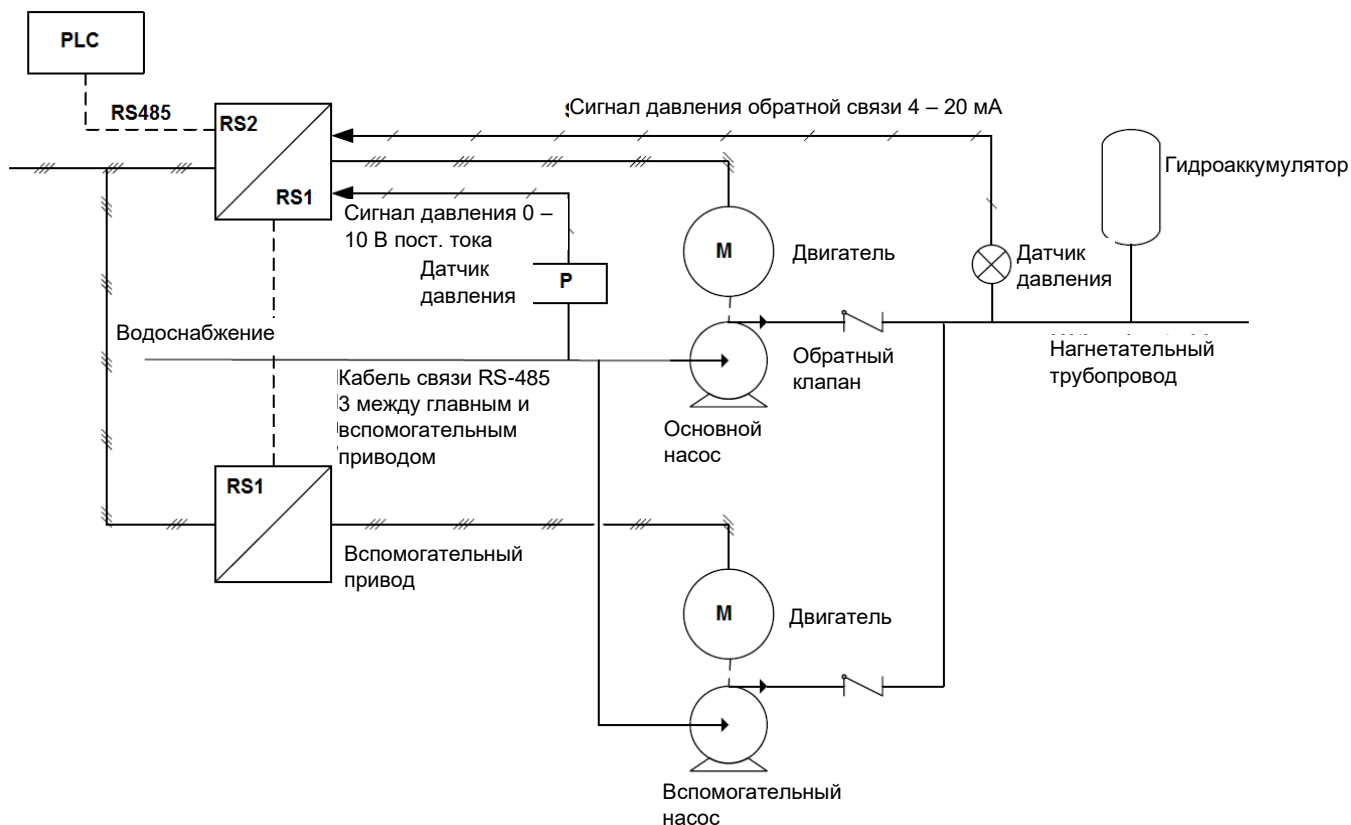 PLC
RS485
RS2
Сигнал давления обратной связи 4 – 20 мА
Гидроаккумулятор
RS1
Сигнал давления 0 –
10 В пост. тока
M
Двигатель
Датчик
давления
Датчик
давления
P
Водоснабжение
Обратный
клапан
Нагнетательный
трубопровод
Кабель связи RS-485
3 между главным и
вспомогательным
приводом
Основной
насос
RS1
Вспомогательный
привод
M
Двигатель
Вспомогательный
насос